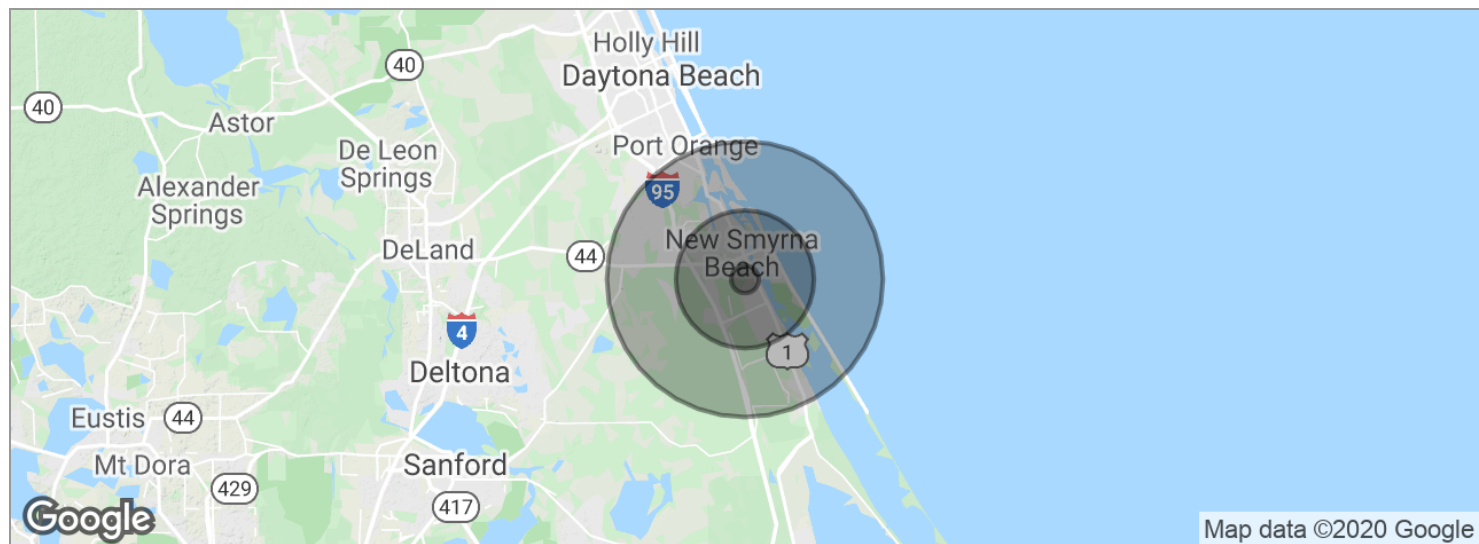 Holly Hill
40
Daytona Beach
40
Astor
Port Orange
De Leon
Springs
Alexander
Springs
95
DeLand
44
New Smyrna
Beach
4
1
Deltona
Eustis
44
Mt Dora
Sanford
429
417
Google
Map data ©2020 Google